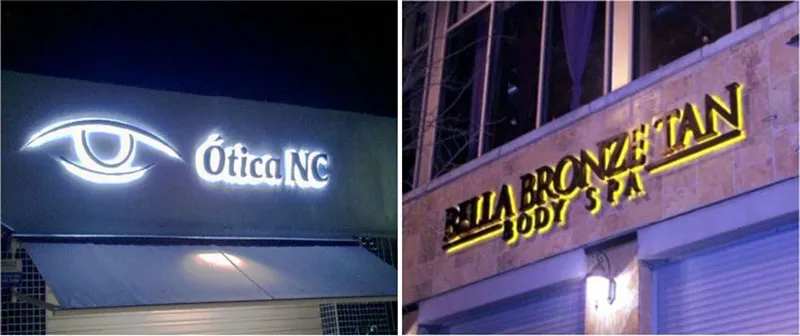 Ótica NC
BELLA BRONZE TAN
BODY SPA